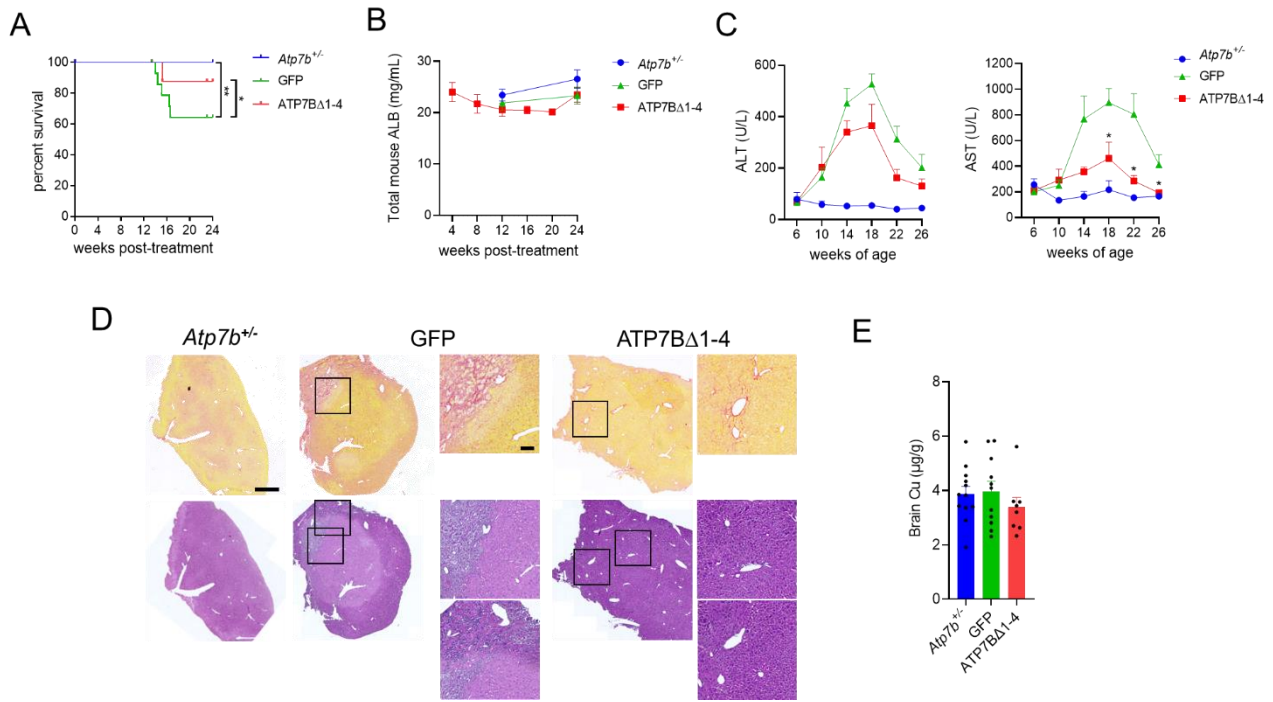 A
percent survival
100
80
60
40
20
0
0 4 8 12 16 20 24
weeks post-treatment
Atp7b+/-
GFP
ATP7BΔ1-4
**
*
B
Total mouse ALB (mg/mL)
30
20
10
0
4 8 12 16 20 24
weeks post-treatment
Atp7b+/-
GFP
ATP7BΔ1-4
C
ALT (U/L)
600
400
200
0
6 10 14 18 22 26
weeks of age
AST (U/L)
1200
1000
800
600
400
200
0
* * *
6 10 14 18 22 26
weeks of age
Atp7b+/-
GFP
ATP7BΔ1-4
D
Atp7b+/- GFP ATP7BΔ1-4
E
Brain Cu (µg/g)
8
6
4
2
0
Atp7b+/-
GFP
ATP7BΔ1-4